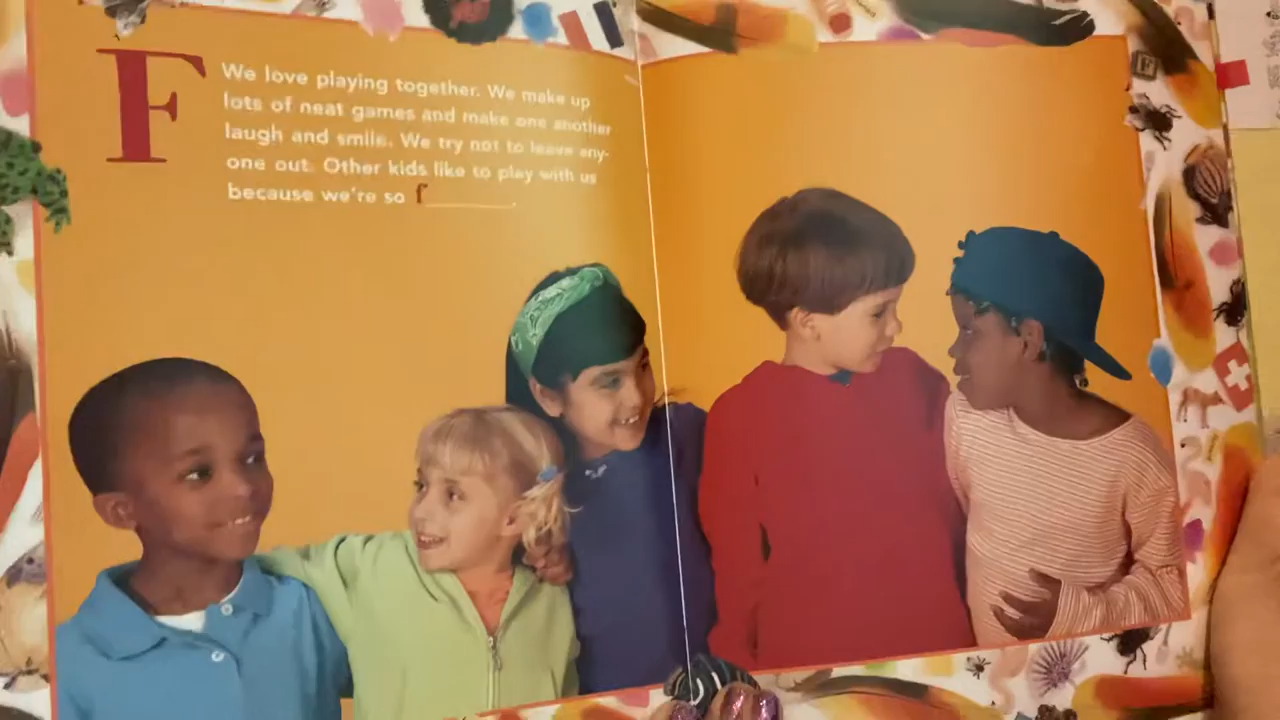 F
We love playing together. We make up
lots of neat games and make one another
laugh and smile. We try not to leave any-
one out. Other kids like to play with us
because we're so f______.